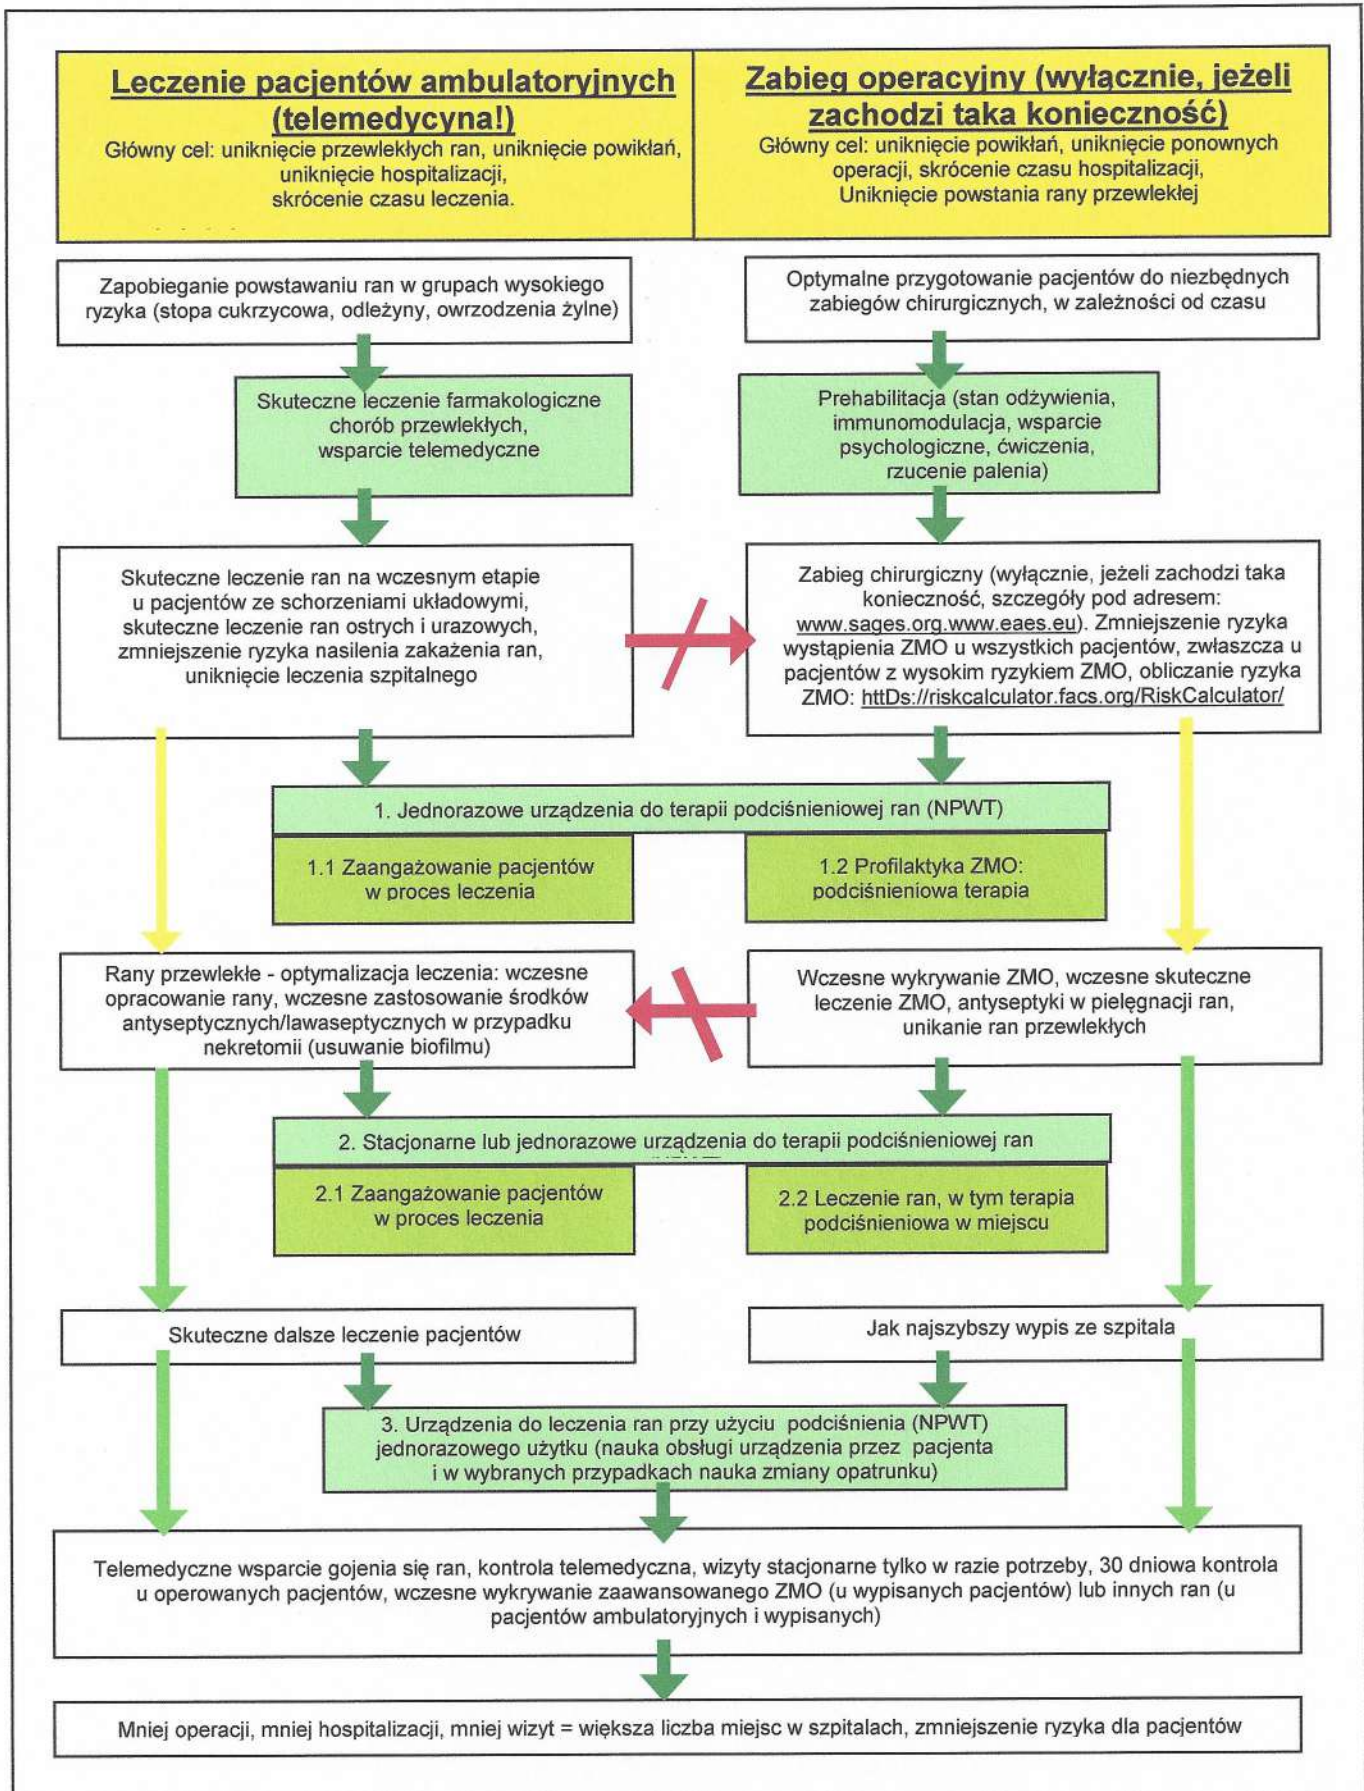 Leczenie pacjentów ambulatoryjnych
(telemedycyna!)
Główny cel: uniknięcie przewlekłych ran, uniknięcie powikłań,
uniknięcie hospitalizacji,
skrócenie czasu leczenia.
Zabieg operacyjny (wyłącznie, jeżeli
zachodzi taka konieczność)
Główny cel: uniknięcie powikłań, uniknięcie ponownych
operacji, skrócenie czasu hospitalizacji,
Uniknięcie powstania rany przewlekłej
Zapobieganie powstawaniu ran w grupach wysokiego
ryzyka (stopa cukrzycowa, odleżyny, owrzodzenia żylne)
Optymalne przygotowanie pacjentów do niezbędnych
zabiegów chirurgicznych, w zależności od czasu
Skuteczne leczenie farmakologiczne
chorób przewlekłych,
wsparcie telemedyczne
Prehabilitacja (stan odżywienia,
immunomodulacja, wsparcie
psychologiczne, ćwiczenia,
rzucenie palenia)
Skuteczne leczenie ran na wczesnym etapie
u pacjentów ze schorzeniami układowymi,
skuteczne leczenie ran ostrych i urazowych,
zmniejszenie ryzyka nasilenia zakażenia ran,
uniknięcie leczenia szpitalnego
Zabieg chirurgiczny (wyłącznie, jeżeli zachodzi taka
konieczność, szczegóły pod adresem:
www.sages.org.www.eaes.eu). Zmniejszenie ryzyka
wystąpienia ZMO u wszystkich pacjentów, zwłaszcza u
pacjentów z wysokim ryzykiem ZMO, obliczanie ryzyka
ZMO: httDs://riskcalculator.facs.org/RiskCalculator/
1. Jednorazowe urządzenia do terapii podciśnieniowej ran (NPWT)
1.1 Zaangażowanie pacjentów
w proces leczenia
1.2 Profilaktyka ZMO:
podciśnieniowa terapia
Rany przewlekłe - optymalizacja leczenia: wczesne
opracowanie rany, wczesne zastosowanie środków
antyseptycznych/lawaseptycznych w przypadku
nekretomii (usuwanie biofilmu)
Wczesne wykrywanie ZMO, wczesne skuteczne
leczenie ZMO, antyseptyki w pielęgnacji ran,
unikanie ran przewlekłych
2. Stacjonarne lub jednorazowe urządzenia do terapii podciśnieniowej ran
2.1 Zaangażowanie pacjentów
w proces leczenia
2.2 Leczenie ran, w tym terapia
podciśnieniowa w miejscu
Skuteczne dalsze leczenie pacjentów
Jak najszybszy wypis ze szpitala
3. Urządzenia do leczenia ran przy użyciu podciśnienia (NPWT)
jednorazowego użytku (nauka obsługi urządzenia przez pacjenta
i w wybranych przypadkach nauka zmiany opatrunku)
Telemedyczne wsparcie gojenia się ran, kontrola telemedyczna, wizyty stacjonarne tylko w razie potrzeby, 30 dniowa kontrola
u operowanych pacjentów, wczesne wykrywanie zaawansowanego ZMO (u wypisanych pacjentów) lub innych ran (u
pacjentów ambulatoryjnych i wypisanych)
Mniej operacji, mniej hospitalizacji, mniej wizyt = większa liczba miejsc w szpitalach, zmniejszenie ryzyka dla pacjentów